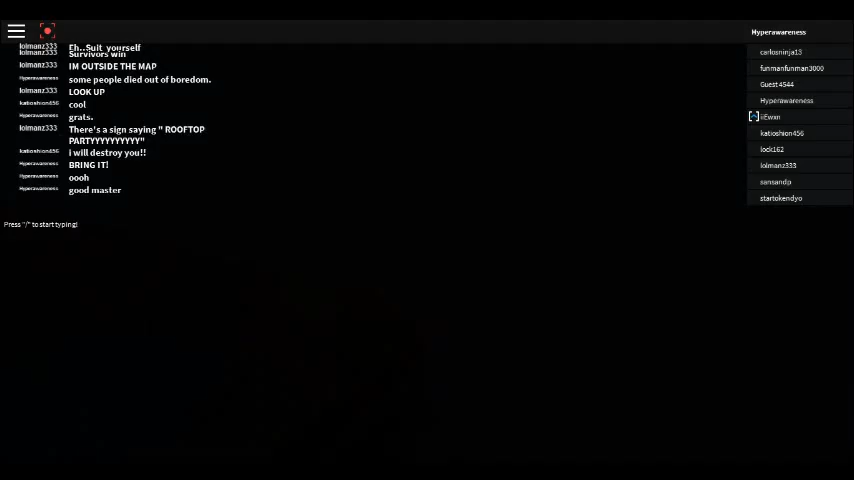 Hyperawareness
lolmanz333 Eh..Suit yourself
lolmanz333 Survivors win
lolmanz333 IM OUTSIDE THE MAP
Hyperawareness some people died out of boredom.
lolmanz333 LOOK UP
katioshion456 cool
Hyperawareness grats.
lolmanz333 There's a sign saying " ROOFTOP
PARTYYYYYYYYYY"
katioshion456 i will destroy you!!
Hyperawareness BRING IT!
Hyperawareness oooh
Hyperawareness good master
Press "/" to start typing!
carlosninja13
funmanfunman3000
Guest 4544
Hyperawareness
iiEwxn
katioshion456
lock162
lolmanz333
sansandp
startokendyo